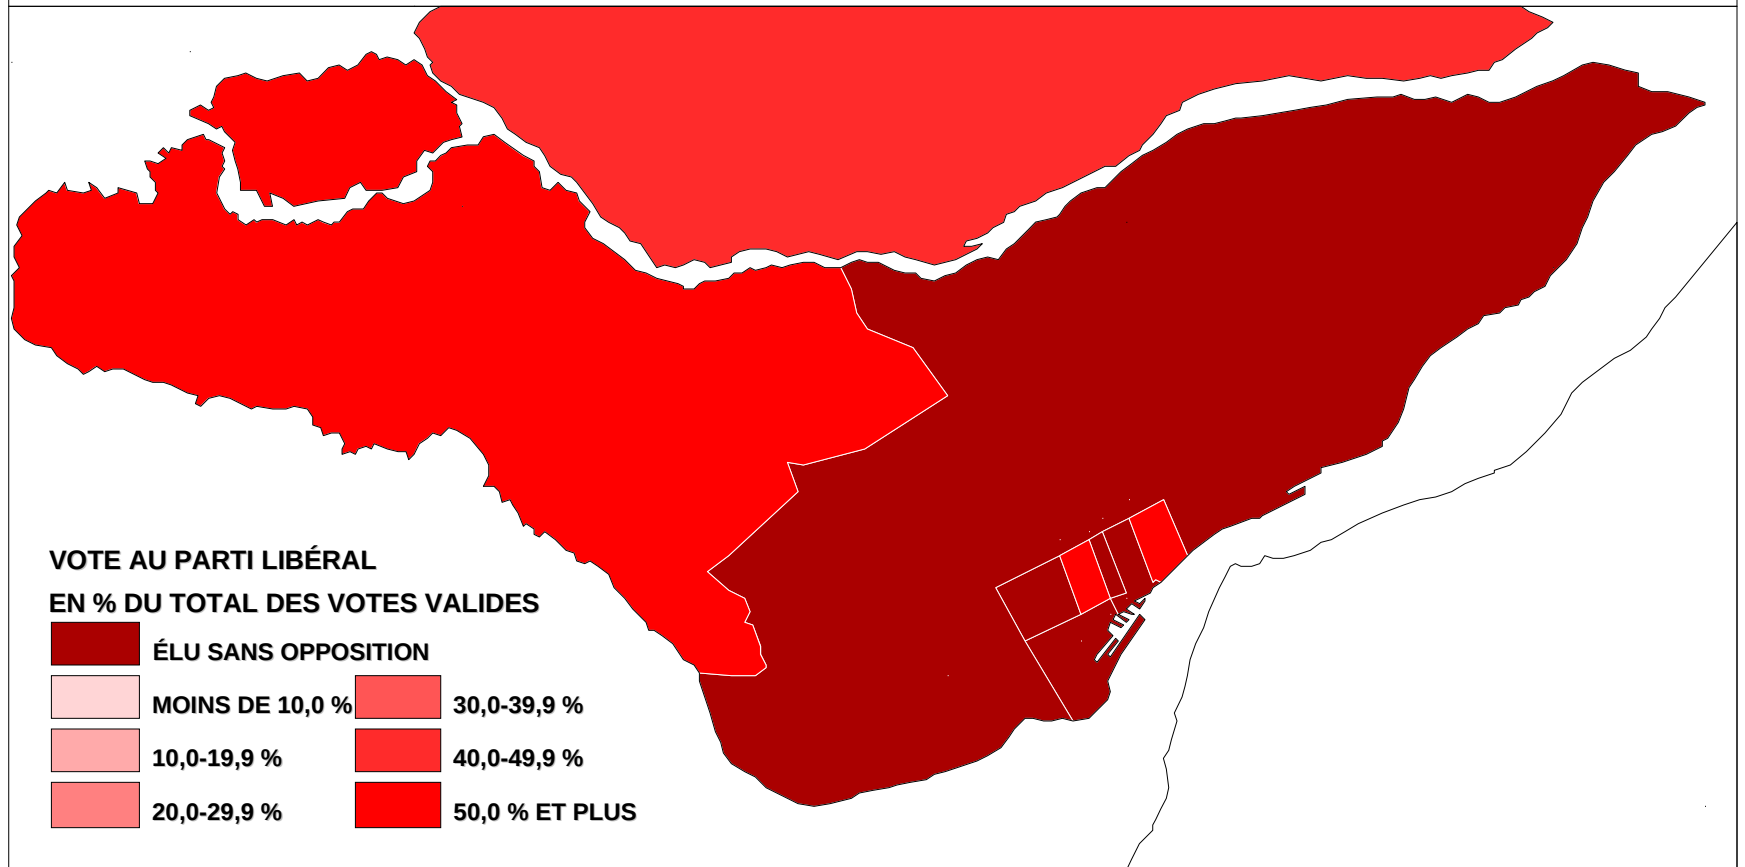 VOTE AU PARTI LIBÉRAL
EN % DU TOTAL DES VOTES VALIDES
ÉLU SANS OPPOSITION
MOINS DE 10,0 %
10,0-19,9 %
20,0-29,9 %
30,0-39,9 %
40,0-49,9 %
50,0 % ET PLUS